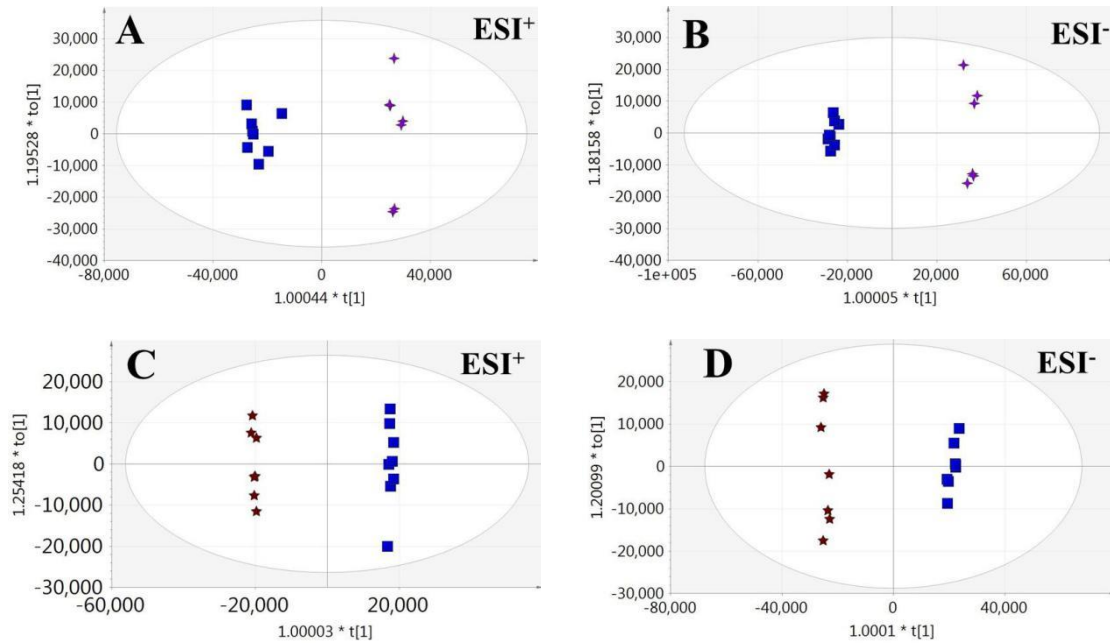 A
ESI+
30,000
20,000
10,000
0
-10,000
-20,000
-30,000
-40,000
1.19528 * to[1]
-80,000 -40,000 0 40,000
1.00044 * t[1]
B
ESI-
30,000
20,000
10,000
0
-10,000
-20,000
-30,000
-40,000
1.18158 * to[1]
-1e+005 -60,000 -20,000 20,000 60,000
1.00005 * t[1]
C
ESI+
20,000
10,000
0
-10,000
-20,000
-30,000
1.25418 * to[1]
-60,000 -20,000 20,000
1.00003 * t[1]
D
ESI-
20,000
10,000
0
-10,000
-20,000
-30,000
1.20099 * to[1]
-80,000 -40,000 0 40,000
1.0001 * t[1]